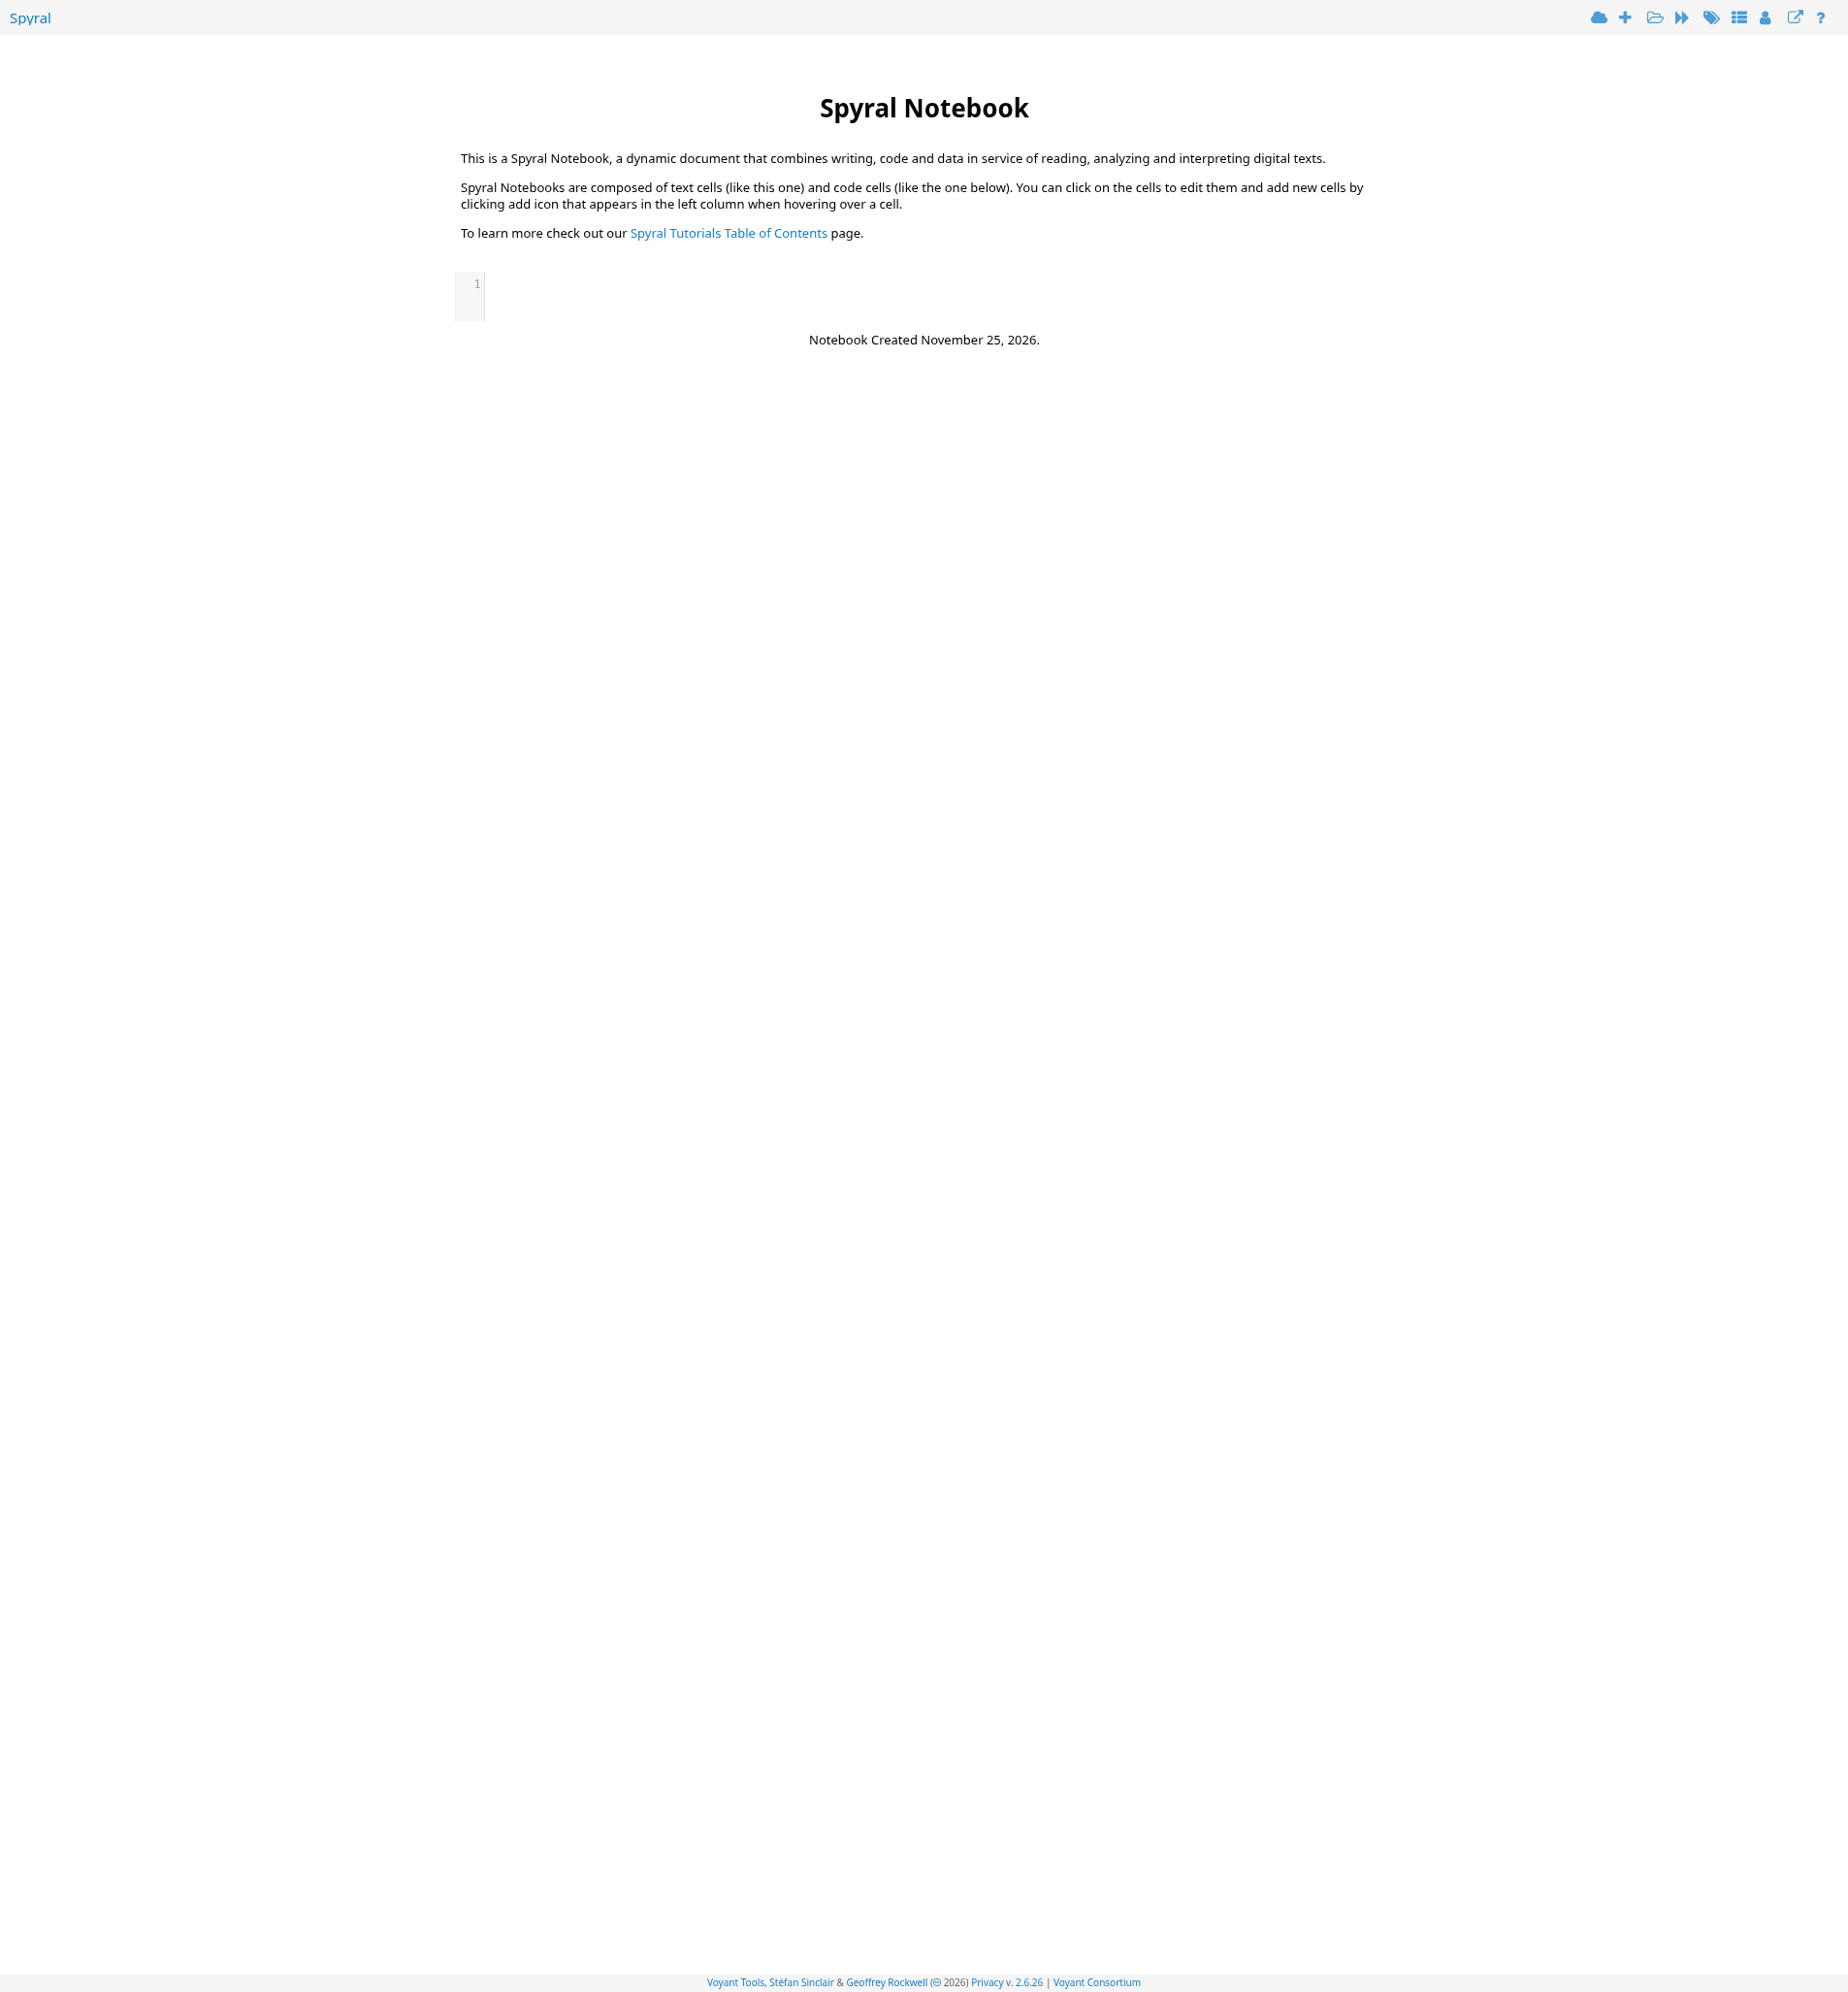 Spyral
?
Spyral Notebook
This is a Spyral Notebook, a dynamic document that combines writing, code and data in service of reading, analyzing and interpreting digital texts.
Spyral Notebooks are composed of text cells (like this one) and code cells (like the one below). You can click on the cells to edit them and add new cells by
clicking add icon that appears in the left column when hovering over a cell.
To learn more check out our Spyral Tutorials Table of Contents page.
1
Notebook Created November 25, 2026.
Voyant Tools, Stéfan Sinclair & Geoffrey Rockwell (🄯 2026) Privacy v. 2.6.26 | Voyant Consortium